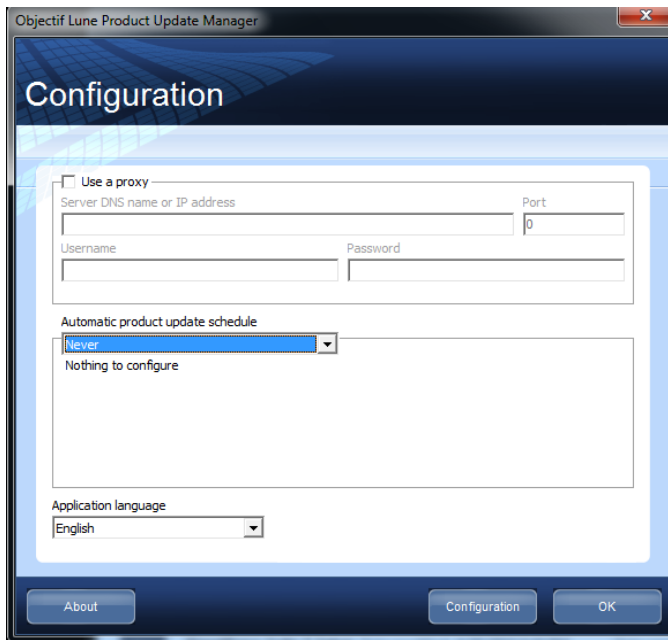 Objectif Lune Product Update Manager
Configuration
Use a proxy
Server DNS name or IP address Port
0
Username Password
Automatic product update schedule
Never
Nothing to configure
Application language
English
About Configuration OK